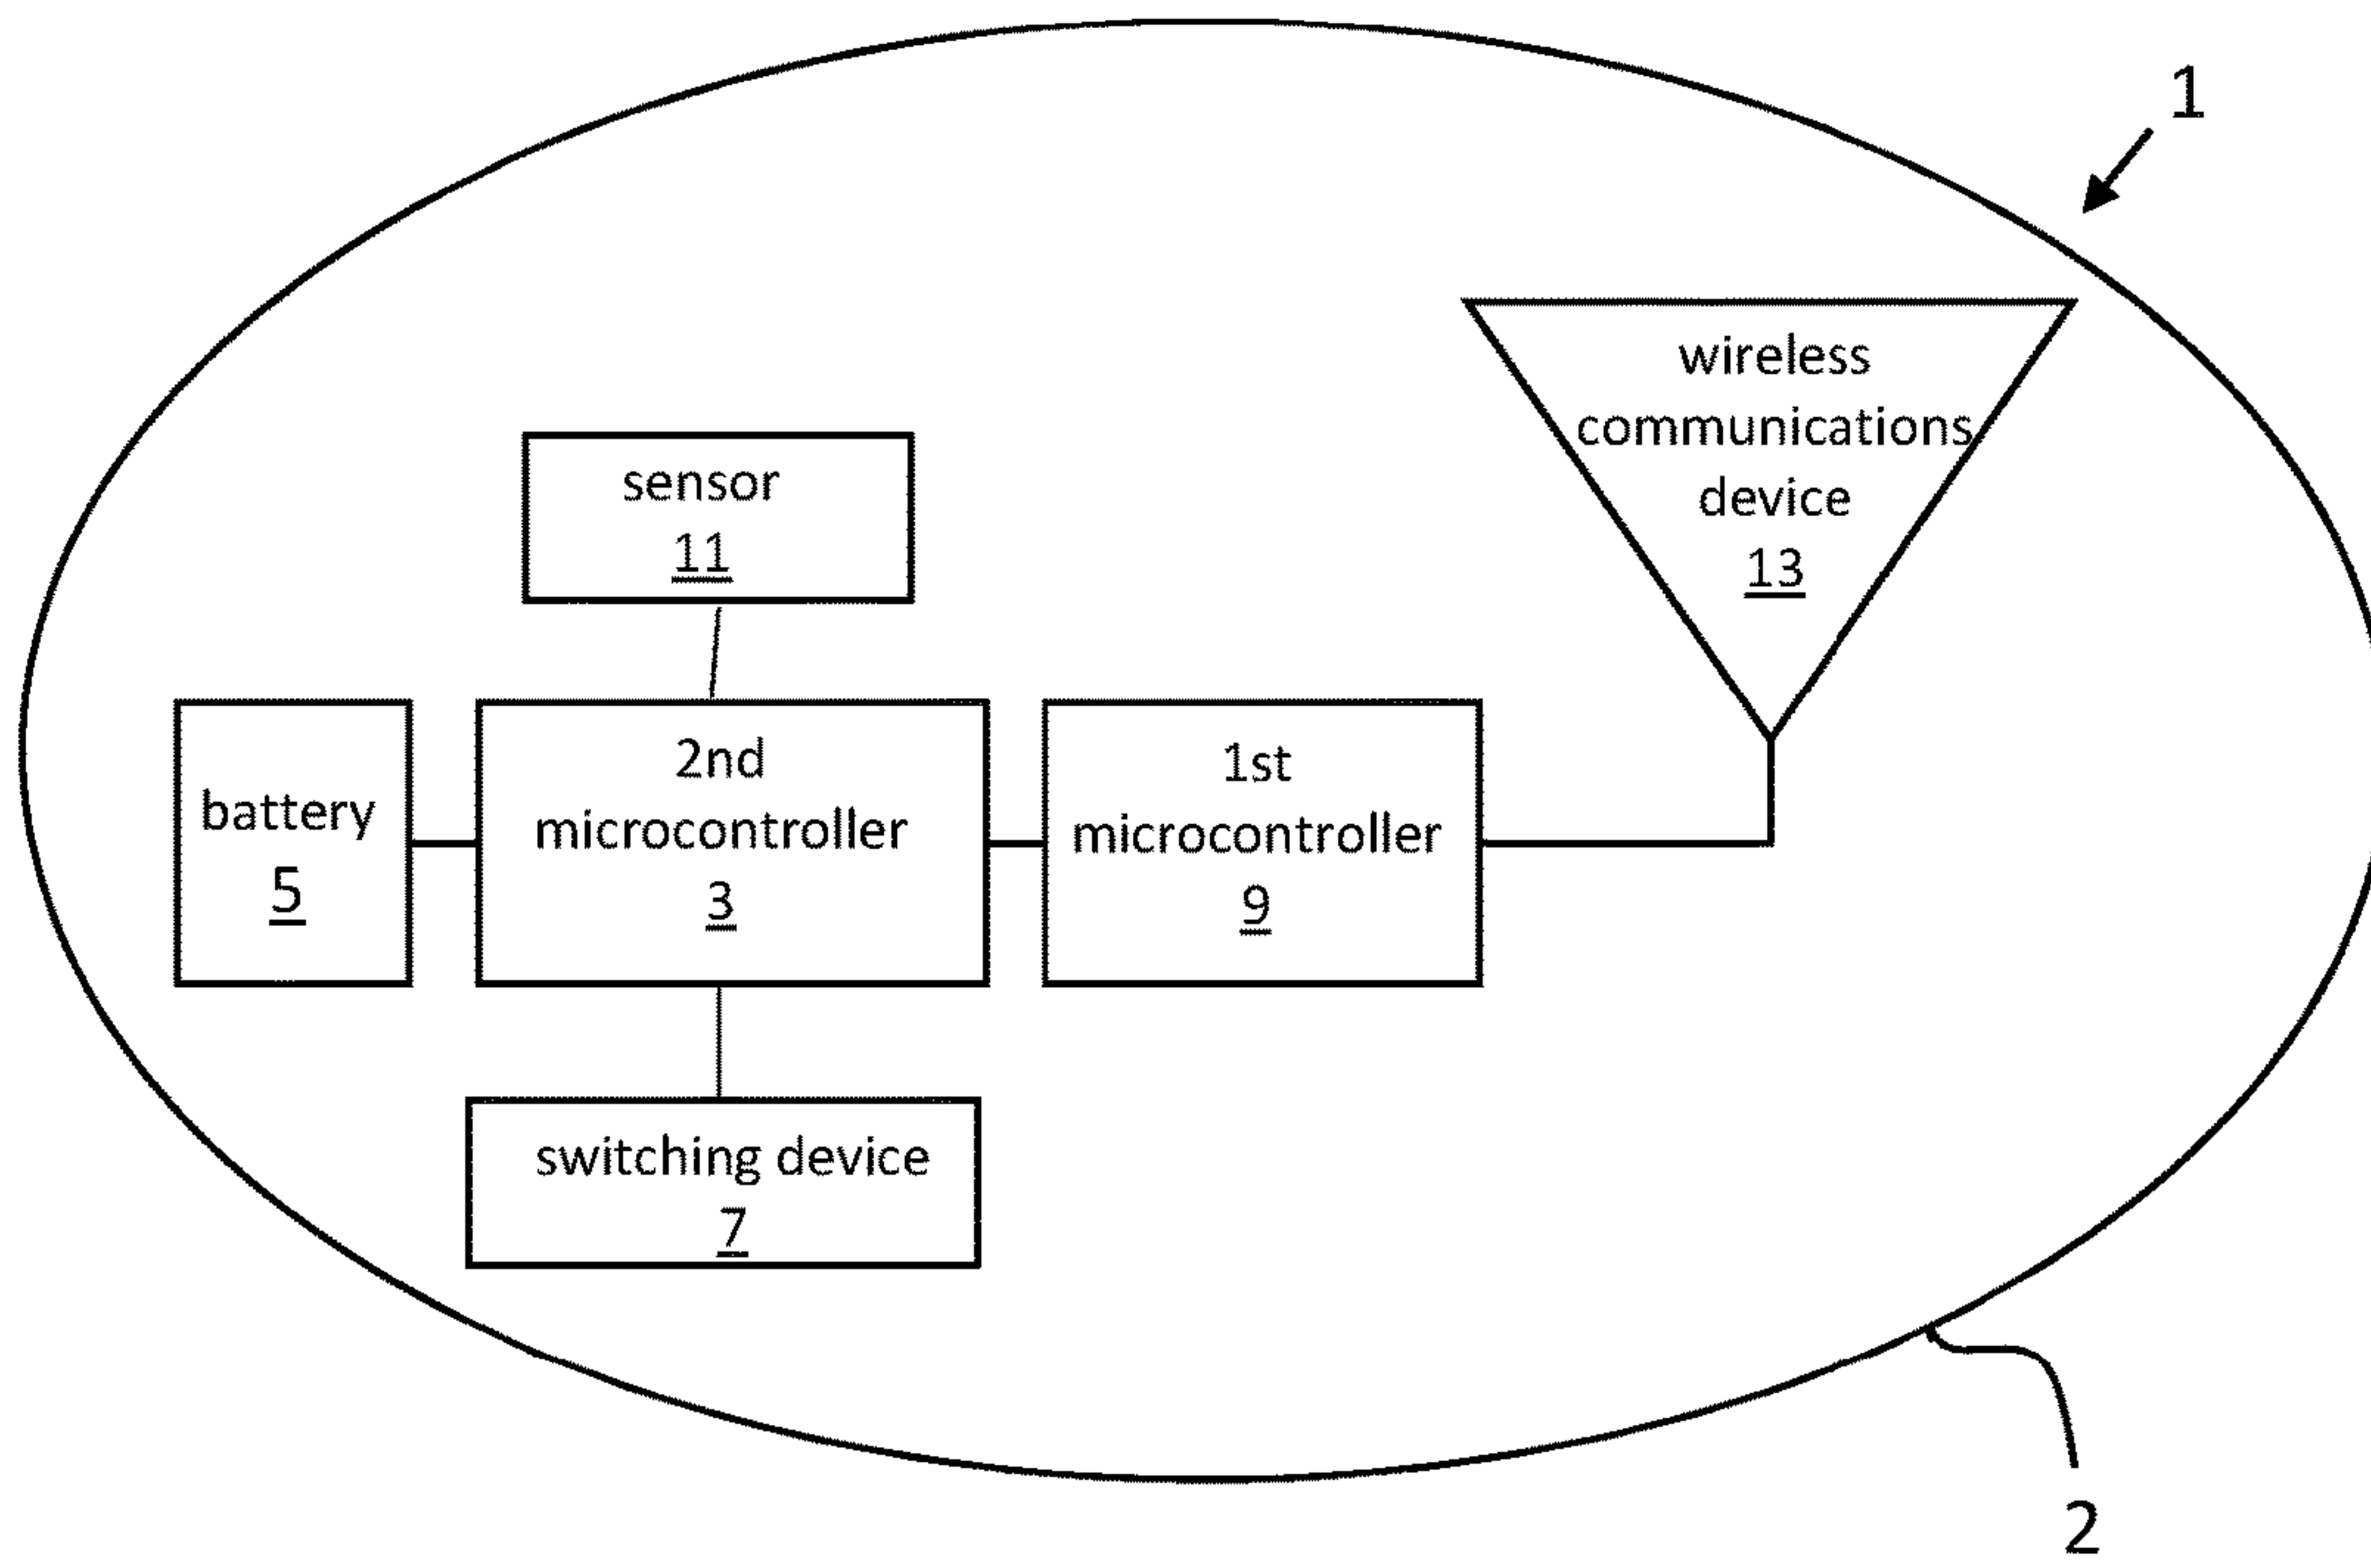 1
wireless
communications
device
13
sensor
11
battery
5
2nd
microcontroller
3
1st
microcontroller
9
switching device
7
2